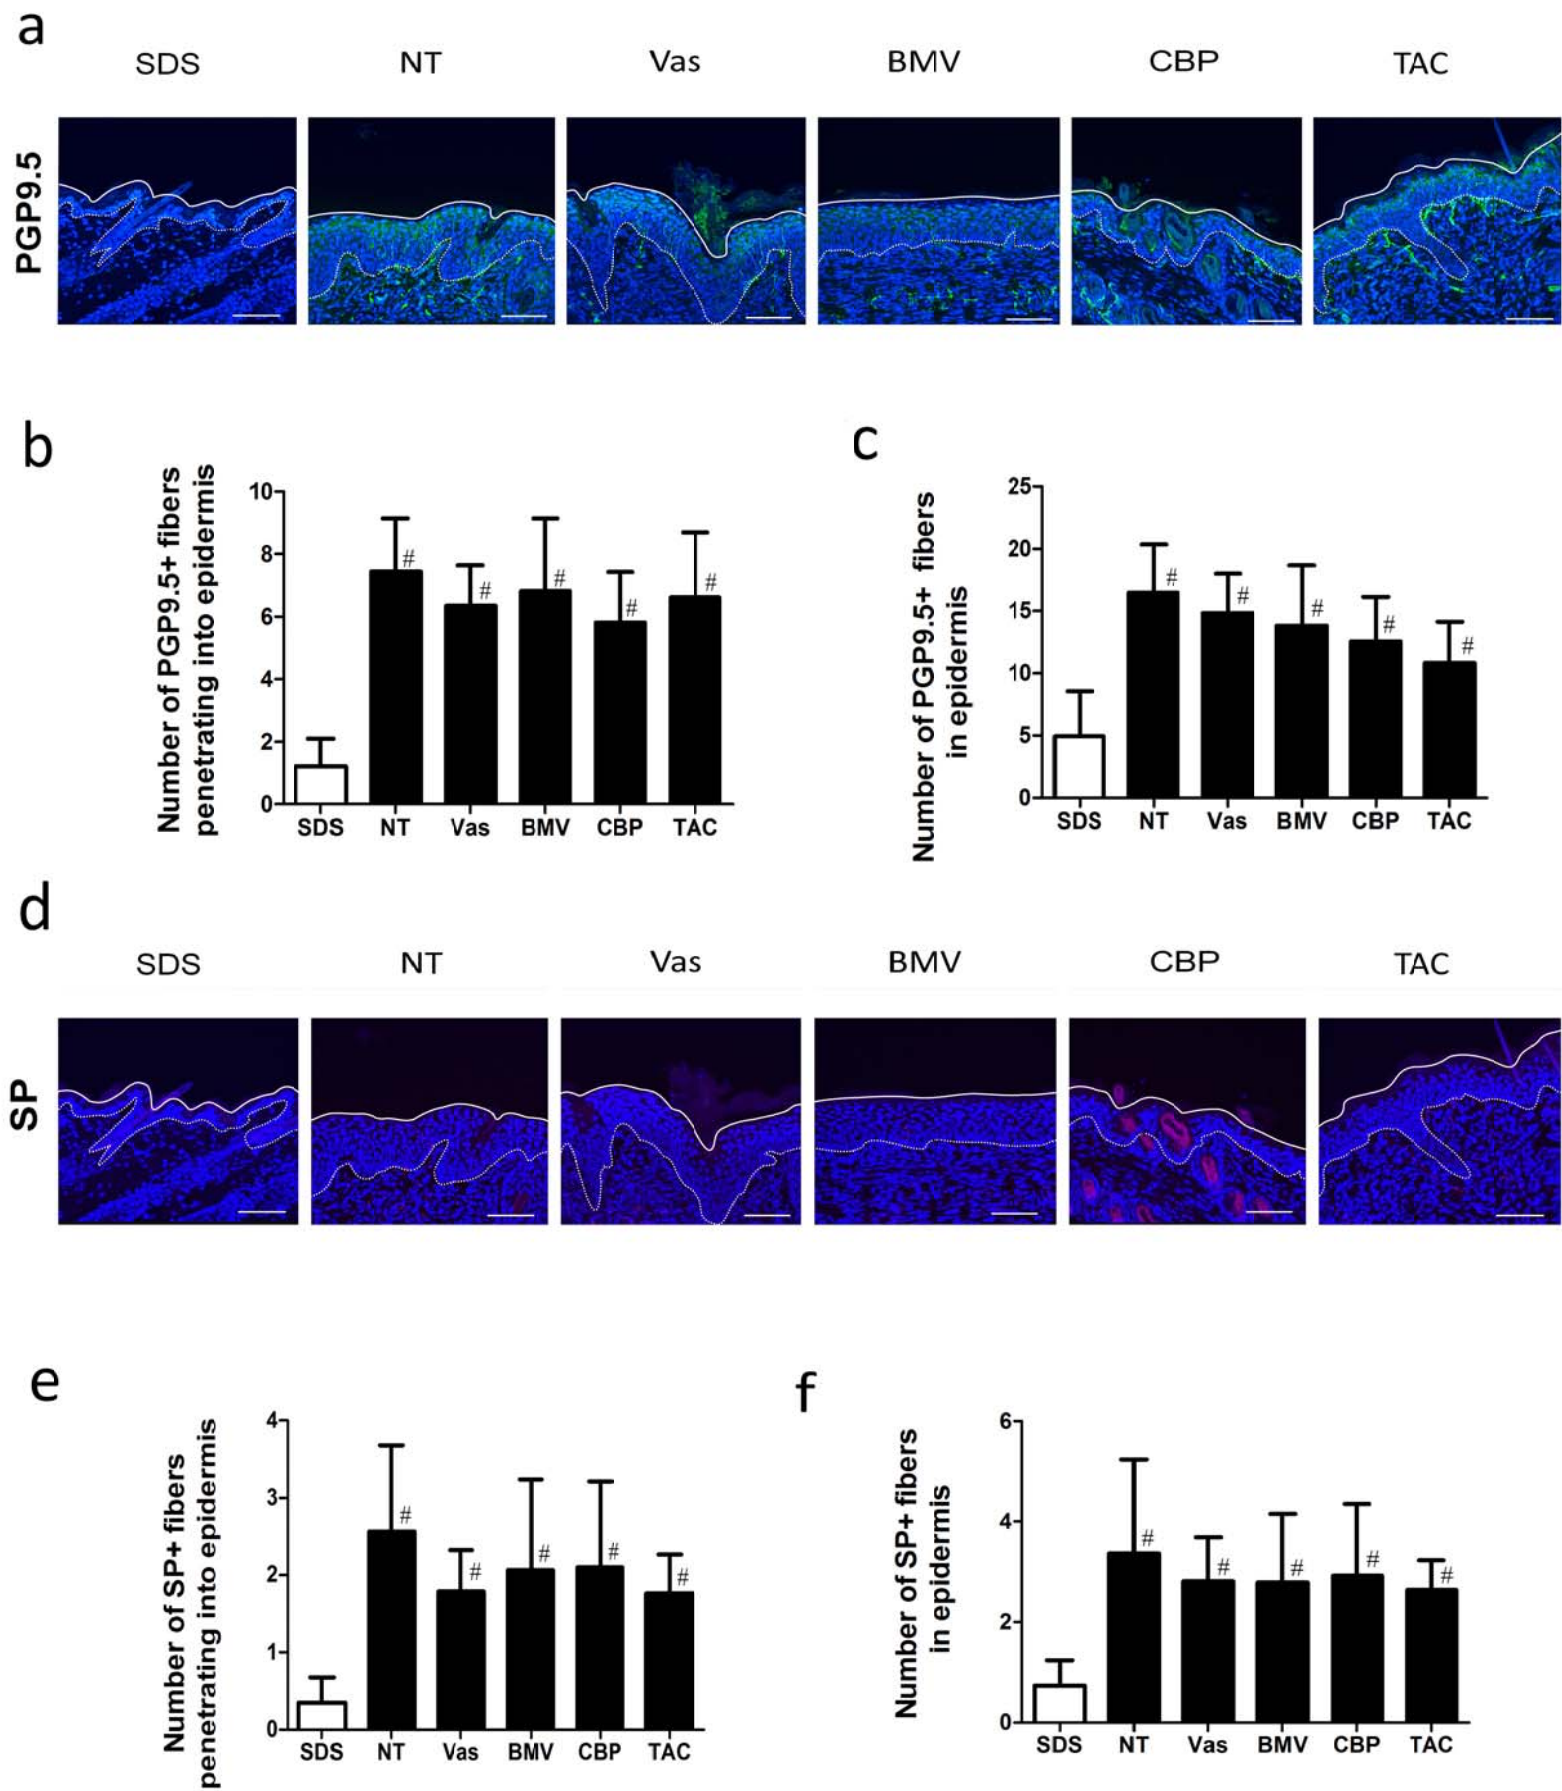 a
SDS NT Vas BMV CBP TAC
PGP9.5
b
Number of PGP9.5+ fibers
penetrating into epidermis
10
8
6
4
2
0
# # # # #
SDS NT Vas BMV CBP TAC
c
Number of PGP9.5+ fibers
in epidermis
25
20
15
10
5
0
# # # # #
SDS NT Vas BMV CBP TAC
d
SDS NT Vas BMV CBP TAC
SP
e
Number of SP+ fibers
penetrating into epidermis
4
3
2
1
0
# # # # #
SDS NT Vas BMV CBP TAC
f
Number of SP+ fibers
in epidermis
6
4
2
0
# # # # #
SDS NT Vas BMV CBP TAC